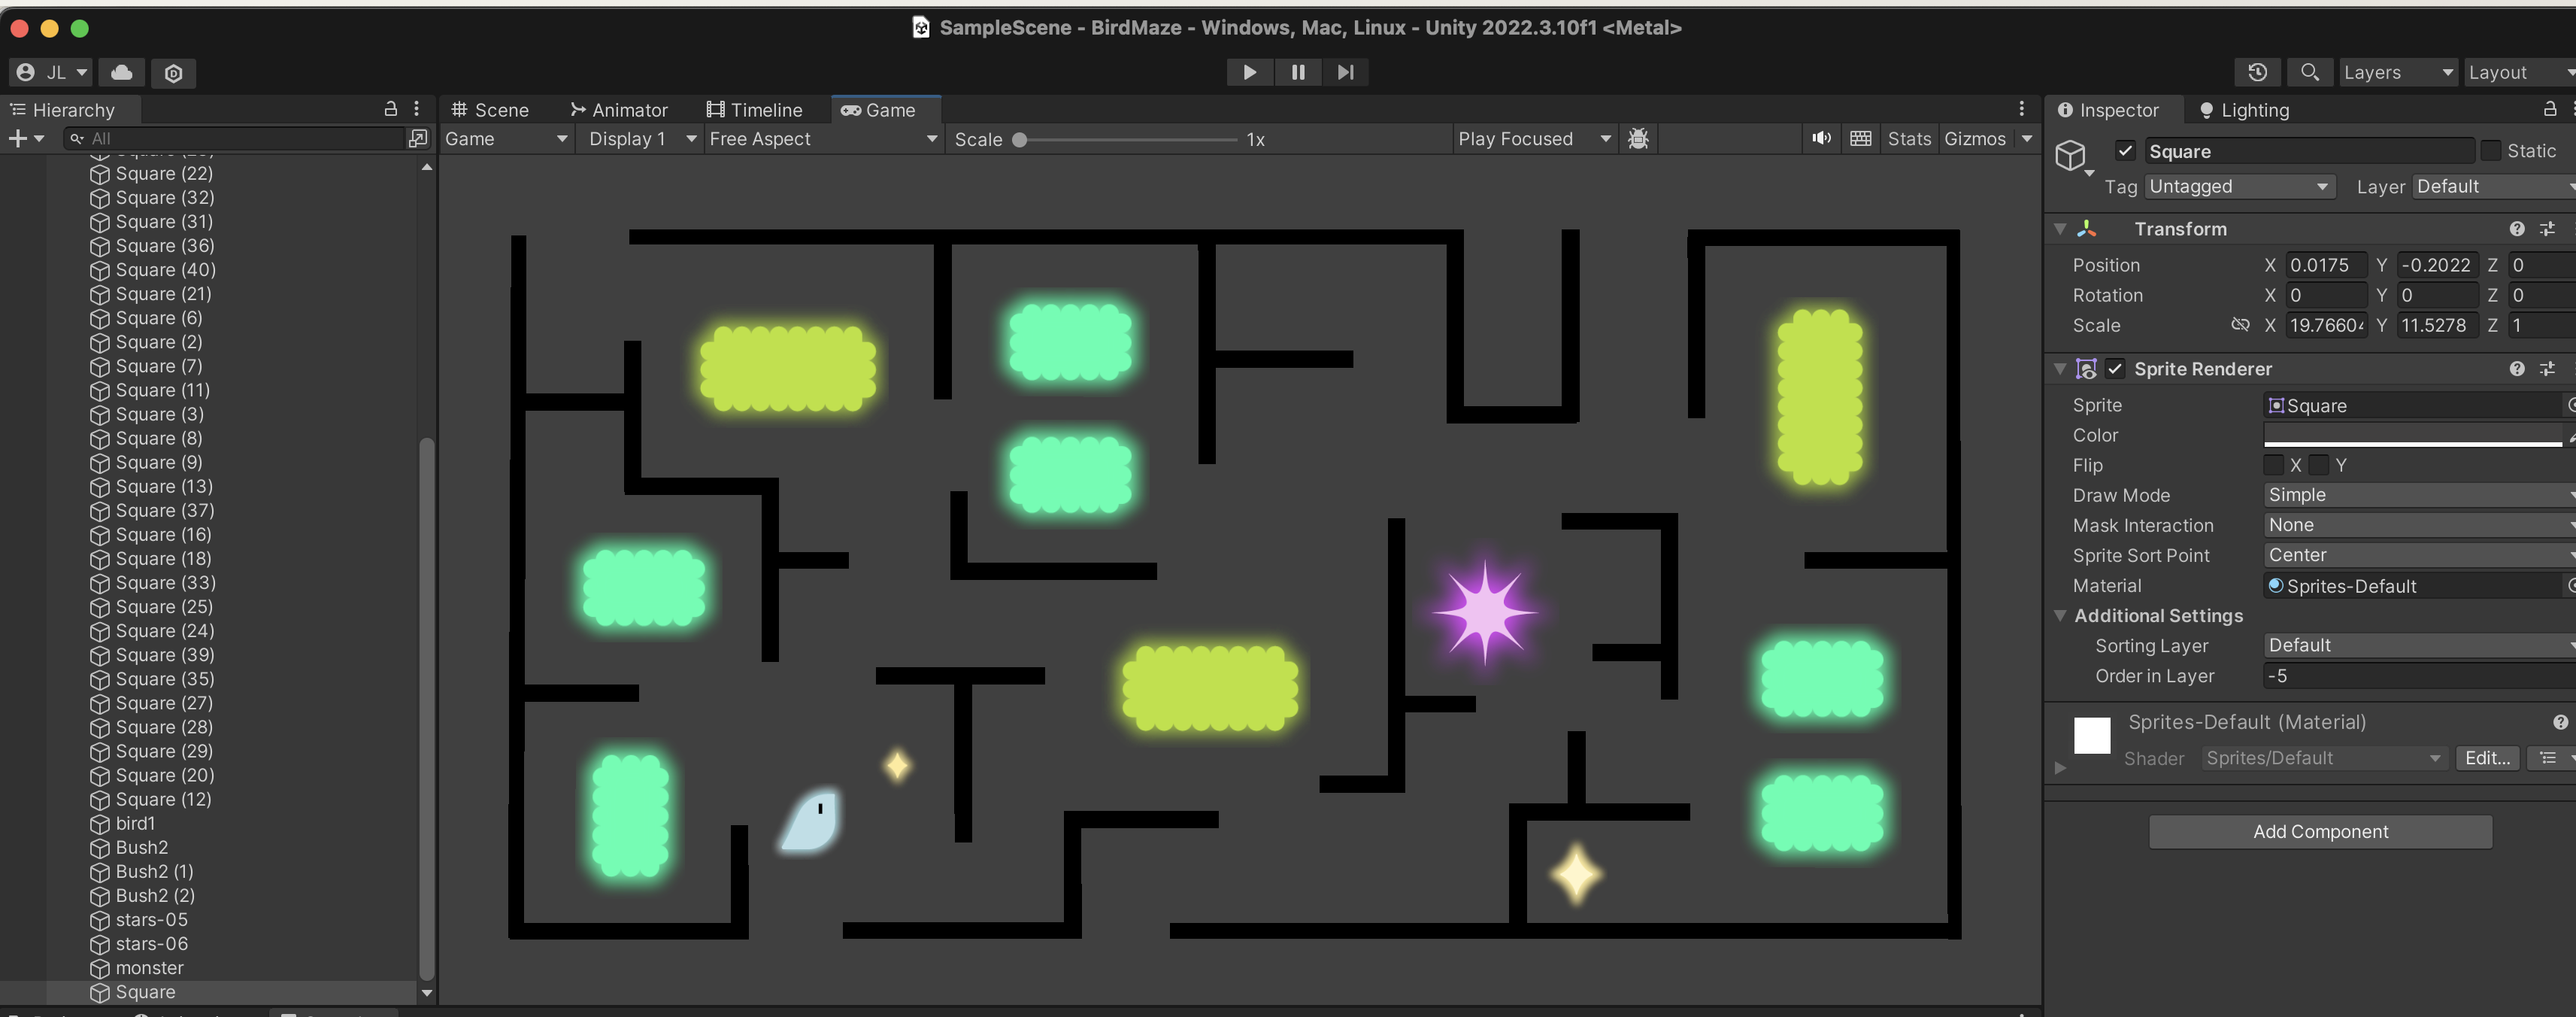 SampleScene - BirdMaze - Windows, Mac, Linux - Unity 2022.3.10f1 <Metal>
JL
Layers
Layout
Hierarchy
Scene
Animator
Timeline
Game
Inspector
Lighting
All
Game
Display 1
Free Aspect
Scale
1x
Play Focused
Stats
Gizmos
Square (22)
Square (32)
Square (31)
Square (36)
Square (40)
Square (21)
Square (6)
Square (2)
Square (7)
Square (11)
Square (3)
Square (8)
Square (9)
Square (13)
Square (37)
Square (16)
Square (18)
Square (33)
Square (25)
Square (24)
Square (39)
Square (35)
Square (27)
Square (28)
Square (29)
Square (20)
Square (12)
bird1
Bush2
Bush2 (1)
Bush2 (2)
stars-05
stars-06
monster
Square
Square
Static
Tag Untagged
Layer Default
Transform
Position X 0.0175 Y -0.2022 Z 0
Rotation X 0 Y 0 Z 0
Scale X 19.7660 Y 11.5278 Z 1
Sprite Renderer
Sprite Square
Color
Flip X Y
Draw Mode Simple
Mask Interaction None
Sprite Sort Point Center
Material Sprites-Default
Additional Settings
Sorting Layer Default
Order in Layer -5
Sprites-Default (Material)
Shader Sprites/Default Edit...
Add Component